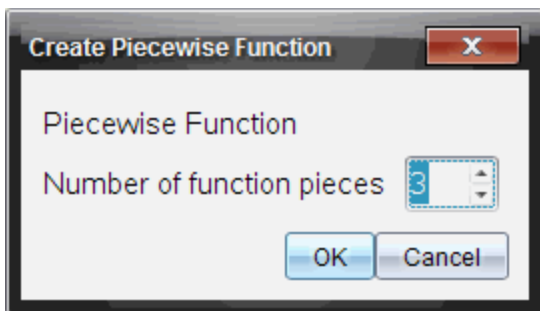 Create Piecewise Function
Piecewise Function
Number of function pieces 3
OK Cancel